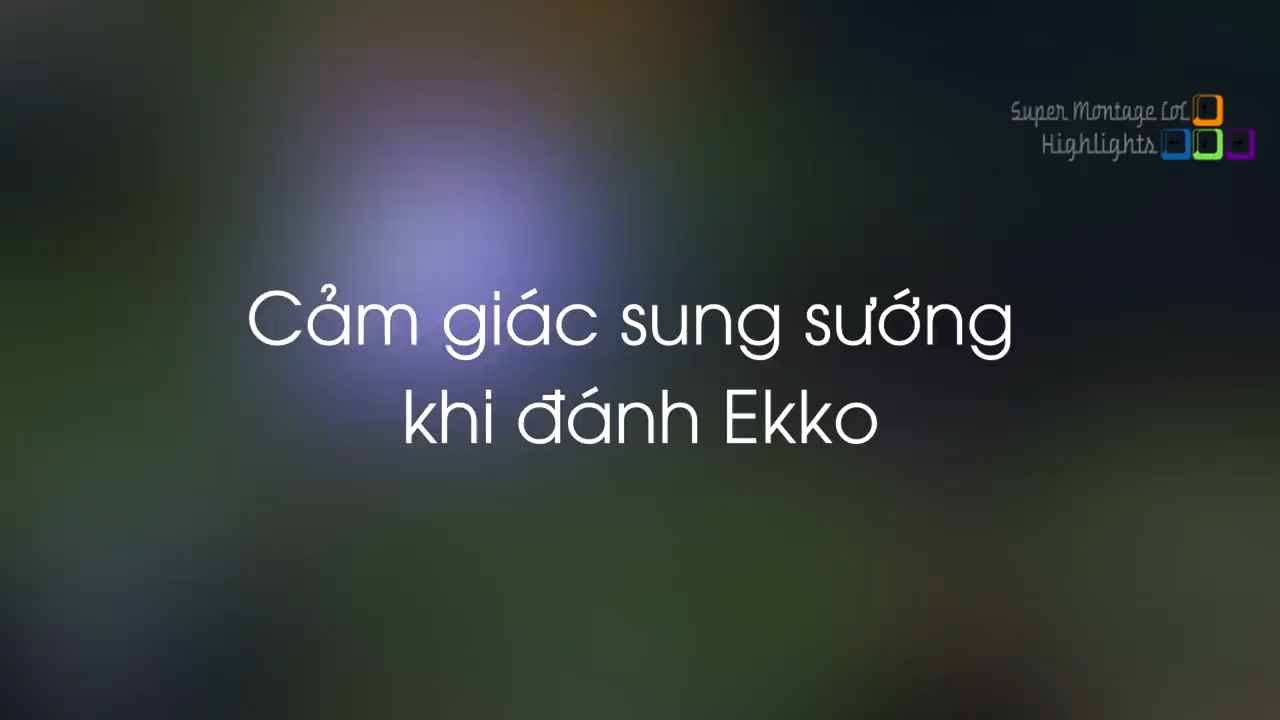 Super Montage LoL
Highlights
Cảm giác sung sướng
khi đánh Ekko